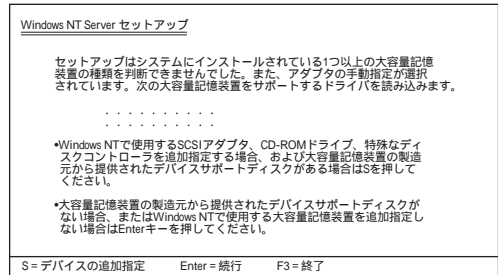 Windows NT Server セットアップ
セットアップはシステムにインストールされている1つ以上の大容量記憶
装置の種類を判断できませんでした。また、アダプタの手動指定が選択
されています。次の大容量記憶装置をサポートするドライバを読み込みます。
. . . . . . . . . .
. . . . . . . . . .
•Windows NTで使用するSCSIアダプタ、CD-ROMドライブ、特殊なディ
スクコントローラを追加指定する場合、および大容量記憶装置の製造
元から提供されたデバイスサポートディスクがある場合はSを押して
ください。
•大容量記憶装置の製造元から提供されたデバイスサポートディスクが
ない場合、またはWindows NTで使用する大容量記憶装置を追加指定し
ない場合はEnterキーを押してください。
S = デバイスの追加指定 Enter = 続行 F3 = 終了